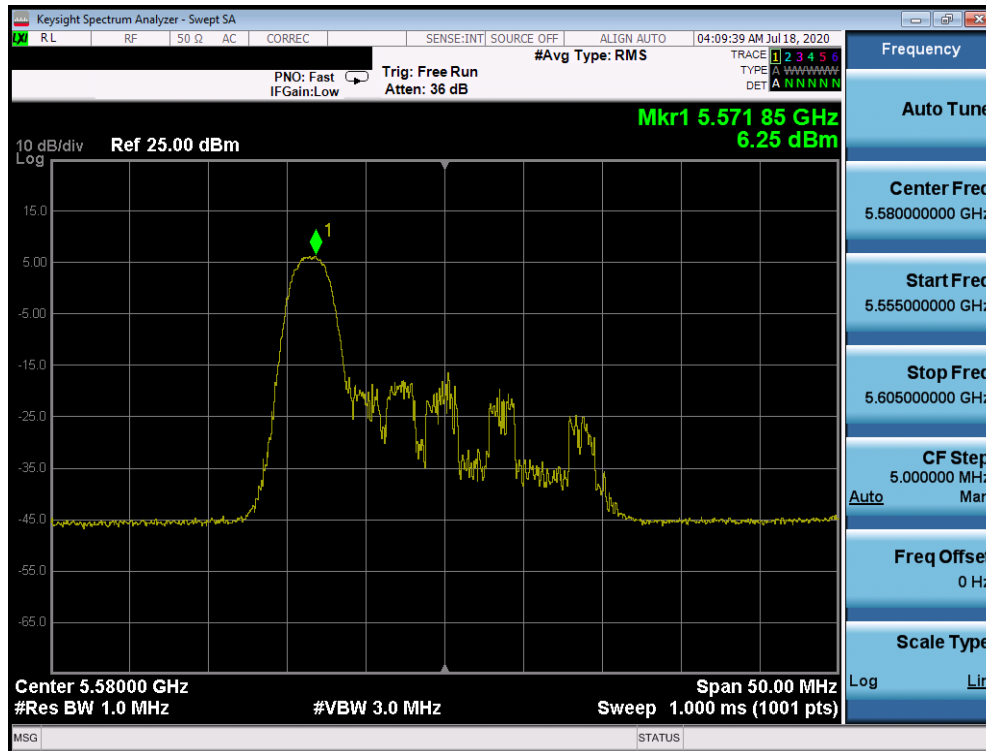 Keysight Spectrum Analyzer - Swept SA
LXI RL RF 50 Ω AC CORREC SENSE:INT SOURCE OFF ALIGN AUTO 04:09:39 AM Jul 18, 2020
#Avg Type: RMS
TRACE 1 2 3 4 5 6
PNO: Fast Trig: Free Run TYPE A WWWWW
IFGain:Low Atten: 36 dB DET A N N N N N
Mkr1 5.571 85 GHz
6.25 dBm
10 dB/div Ref 25.00 dBm
Log
15.0
1
5.00
-5.00
-15.0
-25.0
-35.0
-45.0
-55.0
-65.0
Center 5.58000 GHz Span 50.00 MHz
#Res BW 1.0 MHz #VBW 3.0 MHz Sweep 1.000 ms (1001 pts)
MSG STATUS
Frequency
Auto Tune
Center Freq
5.580000000 GHz
Start Freq
5.555000000 GHz
Stop Freq
5.605000000 GHz
CF Step
5.000000 MHz
Auto Man
Freq Offset
0 Hz
Scale Type
Log Lin